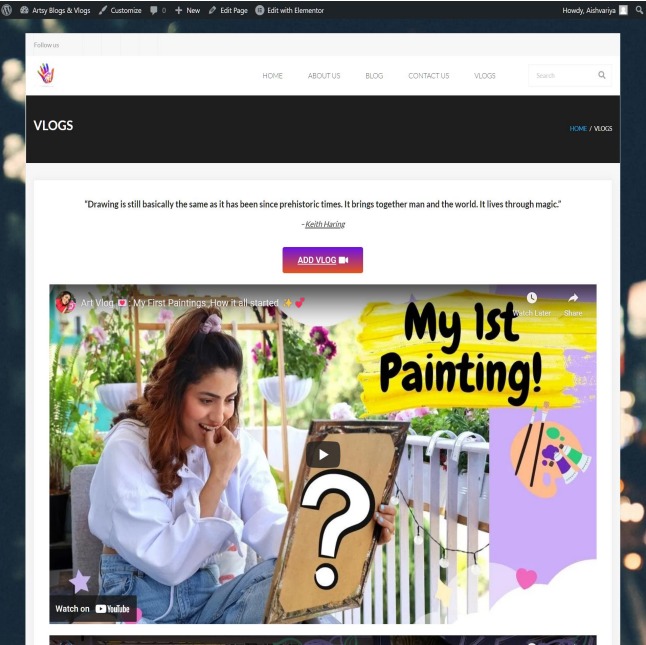 Artsy Blogs & Vlogs Customize 0 New Edit Page Edit with Elementor Howdy, Aishvariya
Follow us
HOME ABOUT US BLOG CONTACT US VLOGS Search
VLOGS
HOME / VLOGS
"Drawing is still basically the same as it has been since prehistoric times. It brings together man and the world. It lives through magic."
–Keith Haring
ADD VLOG
Art Vlog : My First Paintings ,How it all started
Watch Later Share
My 1st
Painting!
?
Watch on YouTube